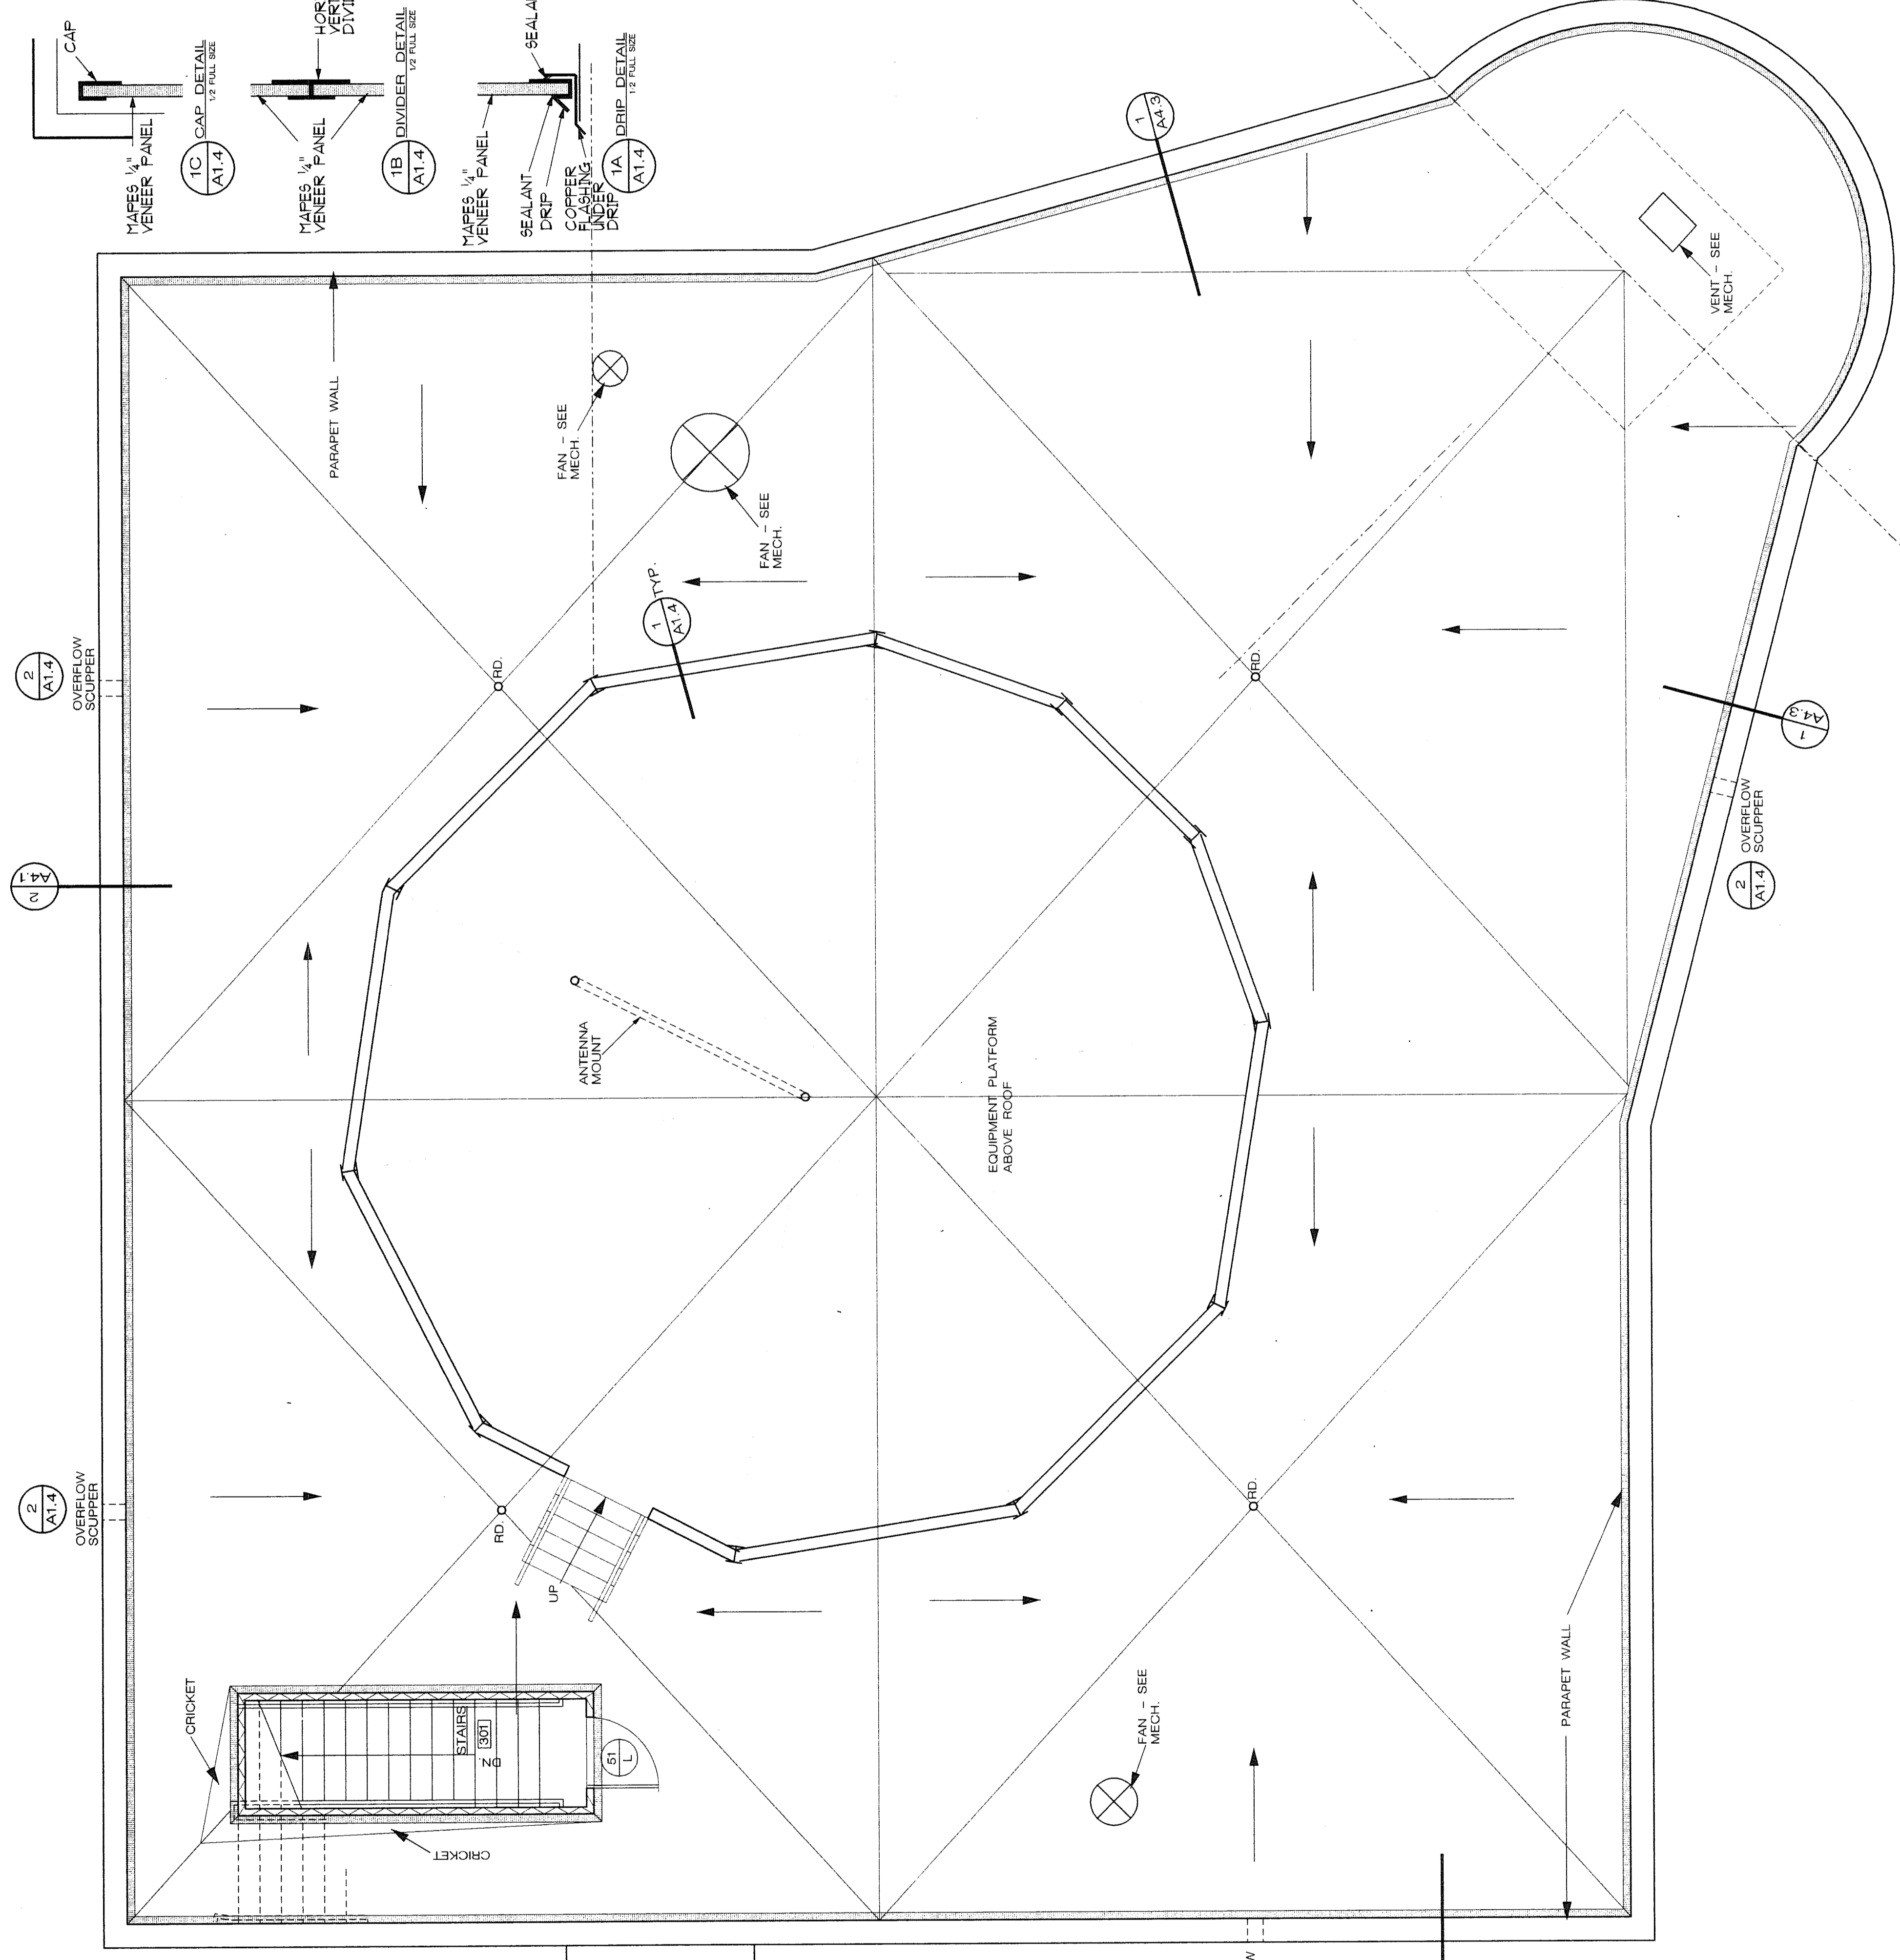 CAP
MAPES 1/4"
VENEER PANEL
1C
A1.4
CAP DETAIL
1/2 FULL SIZE
MAPES 1/4"
VENEER PANEL
1B
A1.4
DIVIDER DETAIL
1/2 FULL SIZE
MAPES 1/4"
VENEER PANEL
SEALANT
DRIP
COPPER
FLASHING
UNDER
DRIP
1A
A1.4
DRIP DETAIL
1/2 FULL SIZE
1
A4.3
PARAPET WALL
FAN - SEE
MECH.
FAN - SEE
MECH.
VENT - SEE
MECH.
2
A1.4
OVERFLOW
SCUPPER
RD.
1
A1.4
TYP.
RD.
1
A4.3
2
A4.1
OVERFLOW
SCUPPER
2
A1.4
ANTENNA
MOUNT
EQUIPMENT PLATFORM
ABOVE ROOF
2
A1.4
OVERFLOW
SCUPPER
RD.
UP
RD.
CRICKET
STAIRS
301
DN.
51
L
CRICKET
FAN - SEE
MECH.
PARAPET WALL